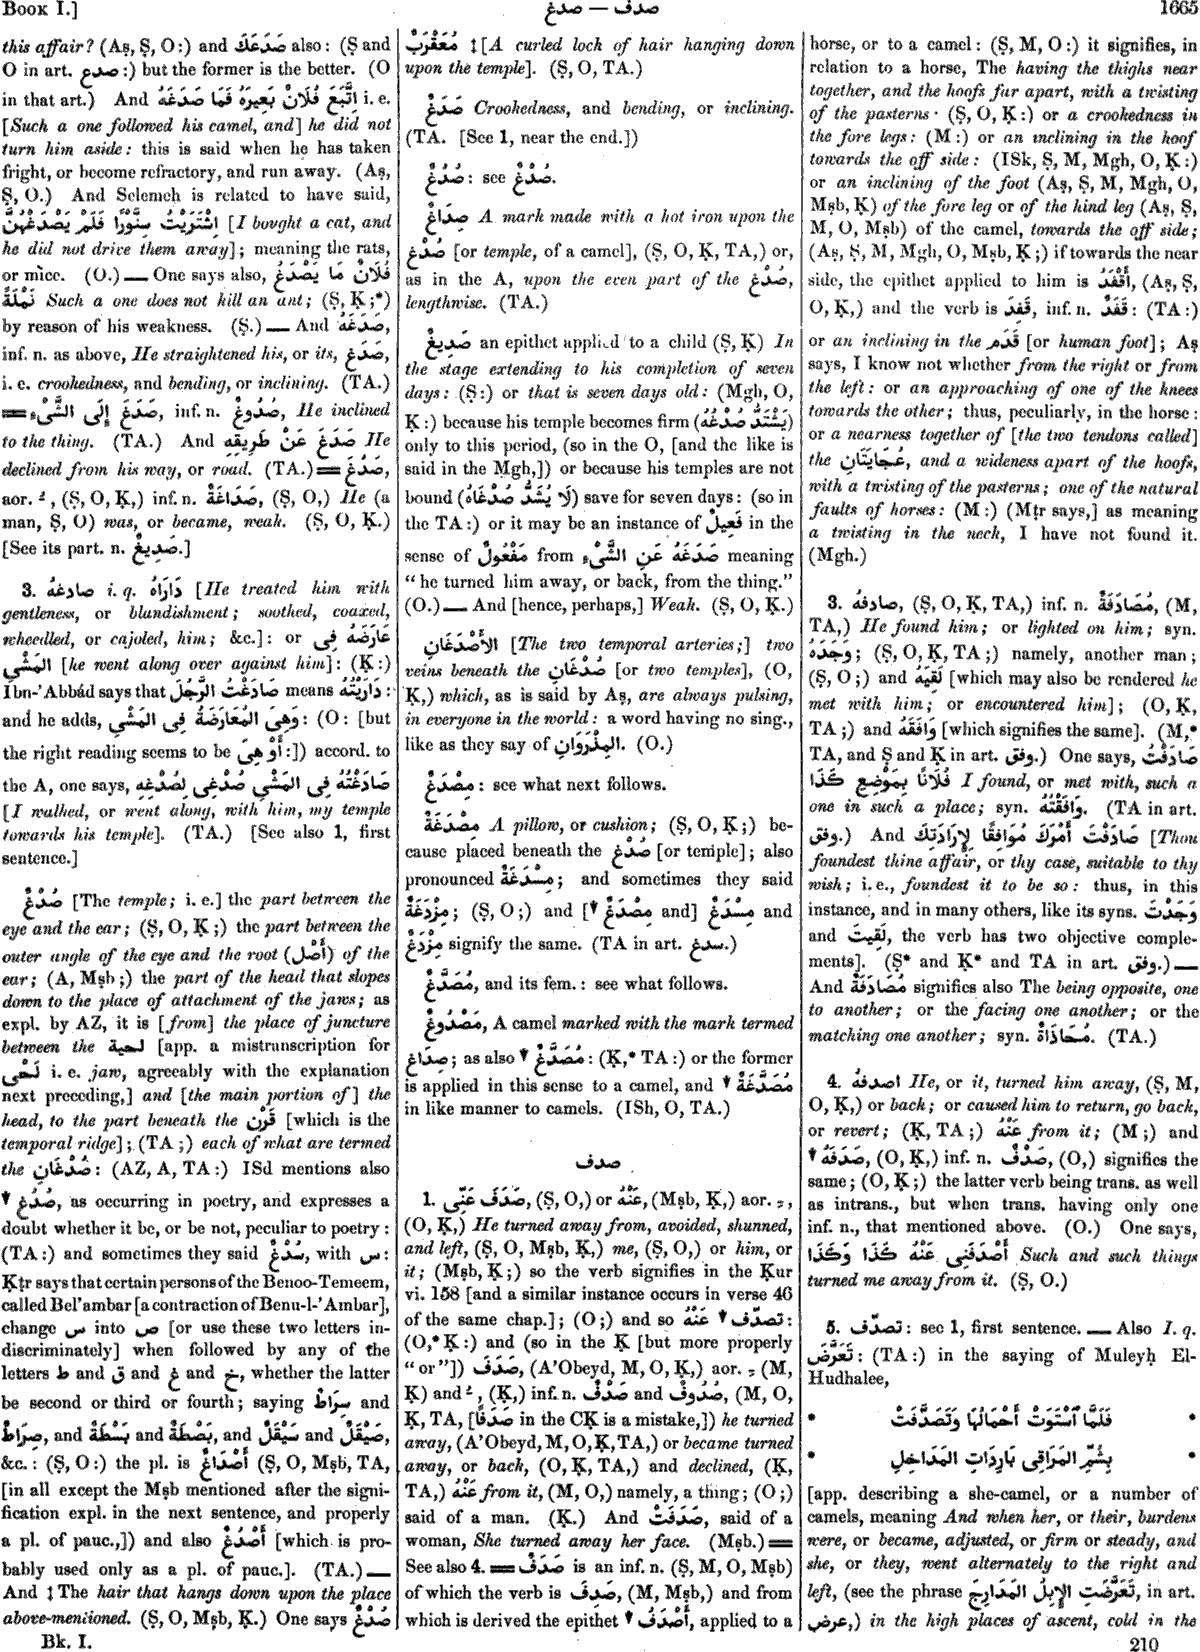 BOOK I.]
صدغ — صدف
1665
this affair? (Aṣ, Ṣ, O:) and صَدَعَكَ also: (Ṣ and
O in art. صدع:) but the former is the better. (O
in that art.) And اِتَّبَعَ فُلَانٌ بَعِيرَهُ فَمَا صَدَغَهُ i. e.
[Such a one followed his camel, and] he did not
turn him aside: this is said when he has taken
fright, or become refractory, and run away. (Aṣ,
Ṣ, O.) And Selemeh is related to have said,
اِشْتَرَيْتُ سِنَّوْرًا فَلَمْ يَصْدَغْهُنَّ [I bought a cat, and
he did not drive them away]; meaning the rats,
or mice. (O.) — One says also, فُلَانٌ مَا يَصْدَغُ
نَمْلَةً Such a one does not kill an ant; (Ṣ, Ḳ;*)
by reason of his weakness. (Ṣ.) — And صَدَغَهُ,
inf. n. as above, He straightened his, or its, صَدَغ,
i. e. crookedness, and bending, or inclining. (TA.)
═ صَدَغَ إِلَى الشَّىْءِ, inf. n. صُدُوغٌ, He inclined
to the thing. (TA.) And صَدَغَ عَنْ طَرِيقِهِ He
declined from his way, or road. (TA.) ═ صَدُغَ,
aor. ـُ, (Ṣ, O, Ḳ,) inf. n. صَدَاغَةٌ, (Ṣ, O,) He (a
man, Ṣ, O) was, or became, weak. (Ṣ, O, Ḳ.)
[See its part. n. صَدِيغٌ.]
3. صادغهُ i. q. دَارَاهُ [He treated him with
gentleness, or blandishment; soothed, coaxed,
wheedled, or cajoled, him; &c.]: or عَارَضَهُ فِى
المَشْىِ [he went along over against him]: (Ḳ:)
Ibn-'Abbád says that صَادَغْتُ الرَّجُلَ means دَارَيْتُهُ:
and he adds, وَهِىَ المُعَارَضَةُ فِى المَشْىِ: (O: [but
the right reading seems to be أَوْ هِىَ:]) accord. to
the A, one says, صَادَغْتُهُ فِى المَشْىِ صُدْغِى لِصُدْغِهِ
[I walked, or went along, with him, my temple
towards his temple]. (TA.) [See also 1, first
sentence.]
صُدْغٌ [The temple; i. e.] the part between the
eye and the ear; (Ṣ, O, Ḳ;) the part between the
outer angle of the eye and the root (أَصْل) of the
ear; (A, Mṣb;) the part of the head that slopes
down to the place of attachment of the jaws; as
expl. by AZ, it is [from] the place of juncture
between the لحية [app. a mistranscription for
لَحْى i. e. jaw, agreeably with the explanation
next preceding,] and [the main portion of] the
head, to the part beneath the قَرْن [which is the
temporal ridge]; (TA;) each of what are termed
the صُدْغَانِ: (AZ, A, TA:) ISd mentions also
▼ صُدُغ, as occurring in poetry, and expresses a
doubt whether it be, or be not, peculiar to poetry:
(TA:) and sometimes they said سُدْغٌ, with س:
Ḳṭr says that certain persons of the Benoo-Temeem,
called Bel'ambar [a contraction of Benu-l-'Ambar],
change س into ص [or use these two letters in-
discriminately] when followed by any of the
letters ط and ق and غ and خ, whether the latter
be second or third or fourth; saying سِرَاطٌ and
صِرَاطٌ, and بَسْطَةٌ and بَصْطَةٌ, and سَيْقَلٌ and صَيْقَلٌ,
&c.: (Ṣ, O:) the pl. is أَصْدَاغٌ (Ṣ, O, Mṣb, TA,
[in all except the Mṣb mentioned after the signi-
fication expl. in the next sentence, and properly
a pl. of pauc.,]) and also أَصْدُغٌ [which is pro-
bably used only as a pl. of pauc.]. (TA.) —
And ‡ The hair that hangs down upon the place
above-mentioned. (Ṣ, O, Mṣb, Ḳ.) One says صُدْغٌ
Bk. I.
مُعَقْرَبٌ ‡ [A curled lock of hair hanging down
upon the temple]. (Ṣ, O, TA.)
صَدَغٌ Crookedness, and bending, or inclining.
(TA. [See 1, near the end.])
صُدُغٌ: see صُدْغٌ.
صِدَاغٌ A mark made with a hot iron upon the
صُدْغ [or temple, of a camel], (Ṣ, O, Ḳ, TA,) or,
as in the A, upon the even part of the صُدْغ,
lengthwise. (TA.)
صَدِيغٌ an epithet applied to a child (Ṣ, Ḳ) In
the stage extending to his completion of seven
days: (Ṣ:) or that is seven days old: (Mgh, O,
Ḳ:) because his temple becomes firm (يَشْتَدُّ صُدْغُهُ)
only to this period, (so in the O, [and the like is
said in the Mgh,]) or because his temples are not
bound (لَا يُشَدُّ صُدْغَاهُ) save for seven days: (so in
the TA:) or it may be an instance of فَعِيلٌ in the
sense of مَفْعُولٌ from صَدَغَهُ عَنِ الشَّىْءِ meaning
"he turned him away, or back, from the thing."
(O.) — And [hence, perhaps,] Weak. (Ṣ, O, Ḳ.)
الأَصْدَغَانِ [The two temporal arteries;] two
veins beneath the صُدْغَانِ [or two temples], (O,
Ḳ,) which, as is said by Aṣ, are always pulsing,
in everyone in the world: a word having no sing.,
like as they say of المِذْرَوَانِ. (O.)
مِصْدَغٌ: see what next follows.
مِصْدَغَةٌ A pillow, or cushion; (Ṣ, O, Ḳ;) be-
cause placed beneath the صُدْغ [or temple]; also
pronounced مِسْدَغَةٌ; and sometimes they said
مِزْدَغَةٌ; (Ṣ, O;) and [▼ مِصْدَغٌ and] مِسْدَغٌ and
مِزْدَغٌ signify the same. (TA in art. سدغ.)
مُصَدَّغٌ, and its fem.: see what follows.
مَصْدُوغٌ, A camel marked with the mark termed
صِدَاغ; as also ▼ مُصَدَّغٌ: (Ḳ,* TA:) or the former
is applied in this sense to a camel, and ▼ مُصَدَّغَةٌ
in like manner to camels. (ISh, O, TA.)
صدف
1. صَدَفَ عَنِّى, (Ṣ, O,) or عَنْهُ, (Mṣb, Ḳ,) aor. ـِ,
(O, Ḳ,) He turned away from, avoided, shunned,
and left, (Ṣ, O, Mṣb, Ḳ,) me, (Ṣ, O,) or him, or
it; (Mṣb, Ḳ;) so the verb signifies in the Ḳur
vi. 158 [and a similar instance occurs in verse 46
of the same chap.]; (O;) and so ▼ تصدّف عَنْهُ:
(O,* Ḳ:) and (so in the Ḳ [but more properly
"or"]) صَدَفَ, (A'Obeyd, M, O, Ḳ,) aor. ـِ (M,
Ḳ) and ـُ, (Ḳ,) inf. n. صَدْفٌ and صُدُوفٌ, (M, O,
Ḳ, TA, [صَدَفًا in the CḲ is a mistake,]) he turned
away, (A'Obeyd, M, O, Ḳ, TA,) or became turned
away, or back, (O, Ḳ, TA,) and declined, (Ḳ,
TA,) عَنْهُ from it, (M, O,) namely, a thing; (O;)
said of a man. (Ḳ.) And صَدَفَتْ, said of a
woman, She turned away her face. (Mṣb.) ═
See also 4. ═ صَدَفٌ is an inf. n. (Ṣ, M, O, Mṣb)
of which the verb is صَدِفَ, (M, Mṣb,) and from
which is derived the epithet ▼ أَصْدَفُ, applied to a
horse, or to a camel: (Ṣ, M, O:) it signifies, in
relation to a horse, The having the thighs near
together, and the hoofs far apart, with a twisting
of the pasterns: (Ṣ, O, Ḳ:) or a crookedness in
the fore legs: (M:) or an inclining in the hoof
towards the off side: (ISk, Ṣ, M, Mgh, O, Ḳ:)
or an inclining of the foot (Aṣ, Ṣ, M, Mgh, O,
Mṣb, Ḳ) of the fore leg or of the hind leg (Aṣ, Ṣ,
M, O, Mṣb) of the camel, towards the off side;
(Aṣ, Ṣ, M, Mgh, O, Mṣb, Ḳ;) if towards the near
side, the epithet applied to him is أَقْفَدُ, (Aṣ, Ṣ,
O, Ḳ,) and the verb is قَفِدَ, inf. n. قَفَدٌ: (TA:)
or an inclining in the قَدَم [or human foot]; Aṣ
says, I know not whether from the right or from
the left: or an approaching of one of the knees
towards the other; thus, peculiarly, in the horse:
or a nearness together of [the two tendons called]
the عُجَايَتَانِ, and a wideness apart of the hoofs,
with a twisting of the pasterns; one of the natural
faults of horses: (M:) (Mṭr says,] as meaning
a twisting in the neck, I have not found it.
(Mgh.)
3. صادفهُ, (Ṣ, O, Ḳ, TA,) inf. n. مُصَادَفَةٌ, (M,
TA,) He found him; or lighted on him; syn.
وَجَدَهُ; (Ṣ, O, Ḳ, TA;) namely, another man;
(Ṣ, O;) and لَقِيَهُ [which may also be rendered he
met with him; or encountered him]; (O, Ḳ,
TA;) and وَافَقَهُ [which signifies the same]. (M,*
TA, and Ṣ and Ḳ in art. وفق.) One says, صَادَفْتُ
فُلَانًا بِمَوْضِعِ كَذَا I found, or met with, such a
one in such a place; syn. وَافَقْتُهُ. (TA in art.
وفق.) And صَادَفْتَ أَمْرَكَ مُوَافِقًا لِإِرَادَتِكَ [Thou
foundest thine affair, or thy case, suitable to thy
wish; i. e., foundest it to be so: thus, in this
instance, and in many others, like its syns. وَجَدْتَ
and لَقِيتَ, the verb has two objective comple-
ments]. (Ṣ* and Ḳ* and TA in art. وفق.) —
And مُصَادَفَةٌ signifies also The being opposite, one
to another; or the facing one another; or the
matching one another; syn. مُحَاذَاةٌ. (TA.)
4. اصدفهُ He, or it, turned him away, (Ṣ, M,
O, Ḳ,) or back; or caused him to return, go back,
or revert; (Ḳ, TA;) عَنْهُ from it; (M;) and
▼ صَدَفَهُ, (O, Ḳ,) inf. n. صَدْفٌ, (O,) signifies the
same; (O, Ḳ;) the latter verb being trans. as well
as intrans., but when trans. having only one
inf. n., that mentioned above. (O.) One says,
أَصْدَفَنِى عَنْهُ كَذَا وَكَذَا Such and such things
turned me away from it. (Ṣ, O.)
5. تصدّف: see 1, first sentence. — Also I. q.
تَعَرَّضَ: (TA:) in the saying of Muleyḥ El-
Hudhalee,
• فَلَمَّا ٱسْتَوَتْ أَحْمَالُهَا وَتَصَدَّفَتْ •
• بِشُمِّ المَرَاقِى بَارِدَاتِ المَدَاخِلِ •
[app. describing a she-camel, or a number of
camels, meaning And when her, or their, burdens
were, or became, adjusted, or firm or steady, and
she, or they, went alternately to the right and
left, (see the phrase تَعَرَّضَتِ الإِبِلُ المَدَارِجَ, in art.
عرض,) in the high places of ascent, cold in the
210